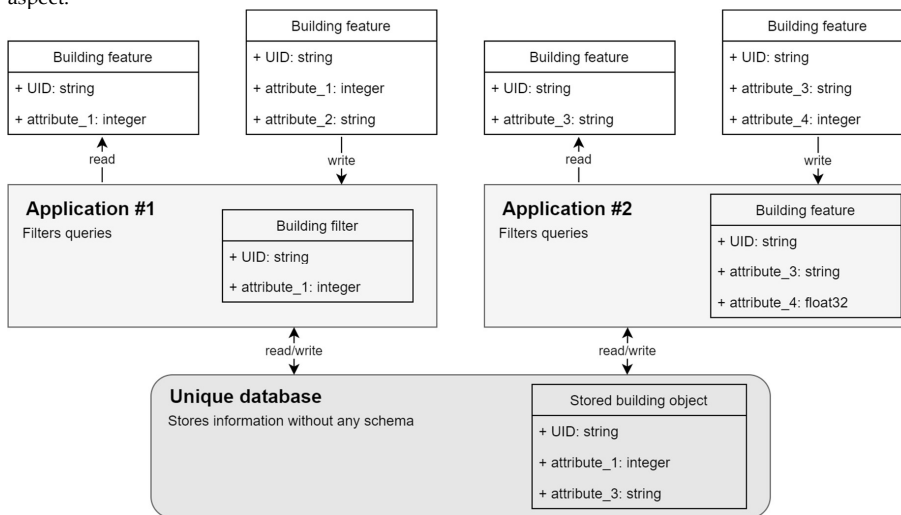 aspect.
Building feature
+ UID: string
+ attribute_1: integer
read
Building feature
+ UID: string
+ attribute_1: integer
+ attribute_2: string
write
Building feature
+ UID: string
+ attribute_3: string
read
Building feature
+ UID: string
+ attribute_3: string
+ attribute_4: integer
write
Application #1
Filters queries
Building filter
+ UID: string
+ attribute_1: integer
Application #2
Filters queries
Building feature
+ UID: string
+ attribute_3: string
+ attribute_4: float32
read/write
read/write
Unique database
Stores information without any schema
Stored building object
+ UID: string
+ attribute_1: integer
+ attribute_3: string